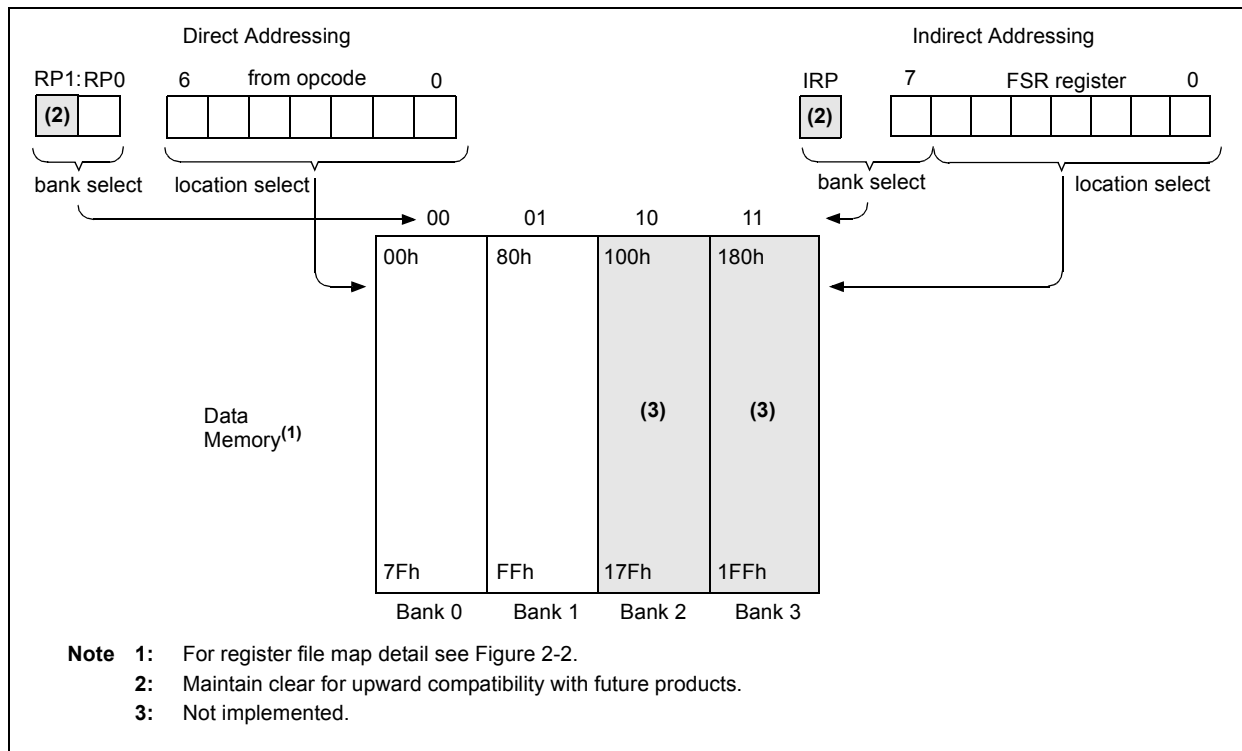 Direct Addressing
Indirect Addressing
RP1:RP0 6 from opcode 0
IRP 7 FSR register 0
(2)
(2)
bank select location select
bank select location select
00 01 10 11
00h 80h 100h 180h
Data
Memory(1)
(3) (3)
7Fh FFh 17Fh 1FFh
Bank 0 Bank 1 Bank 2 Bank 3
Note 1: For register file map detail see Figure 2-2.
2: Maintain clear for upward compatibility with future products.
3: Not implemented.